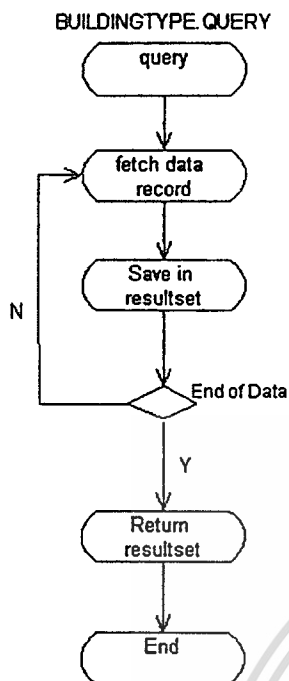 BUILDINGTYPE.QUERY
query
fetch data
record
Save in
resultset
N
End of Data
Y
Return
resultset
End